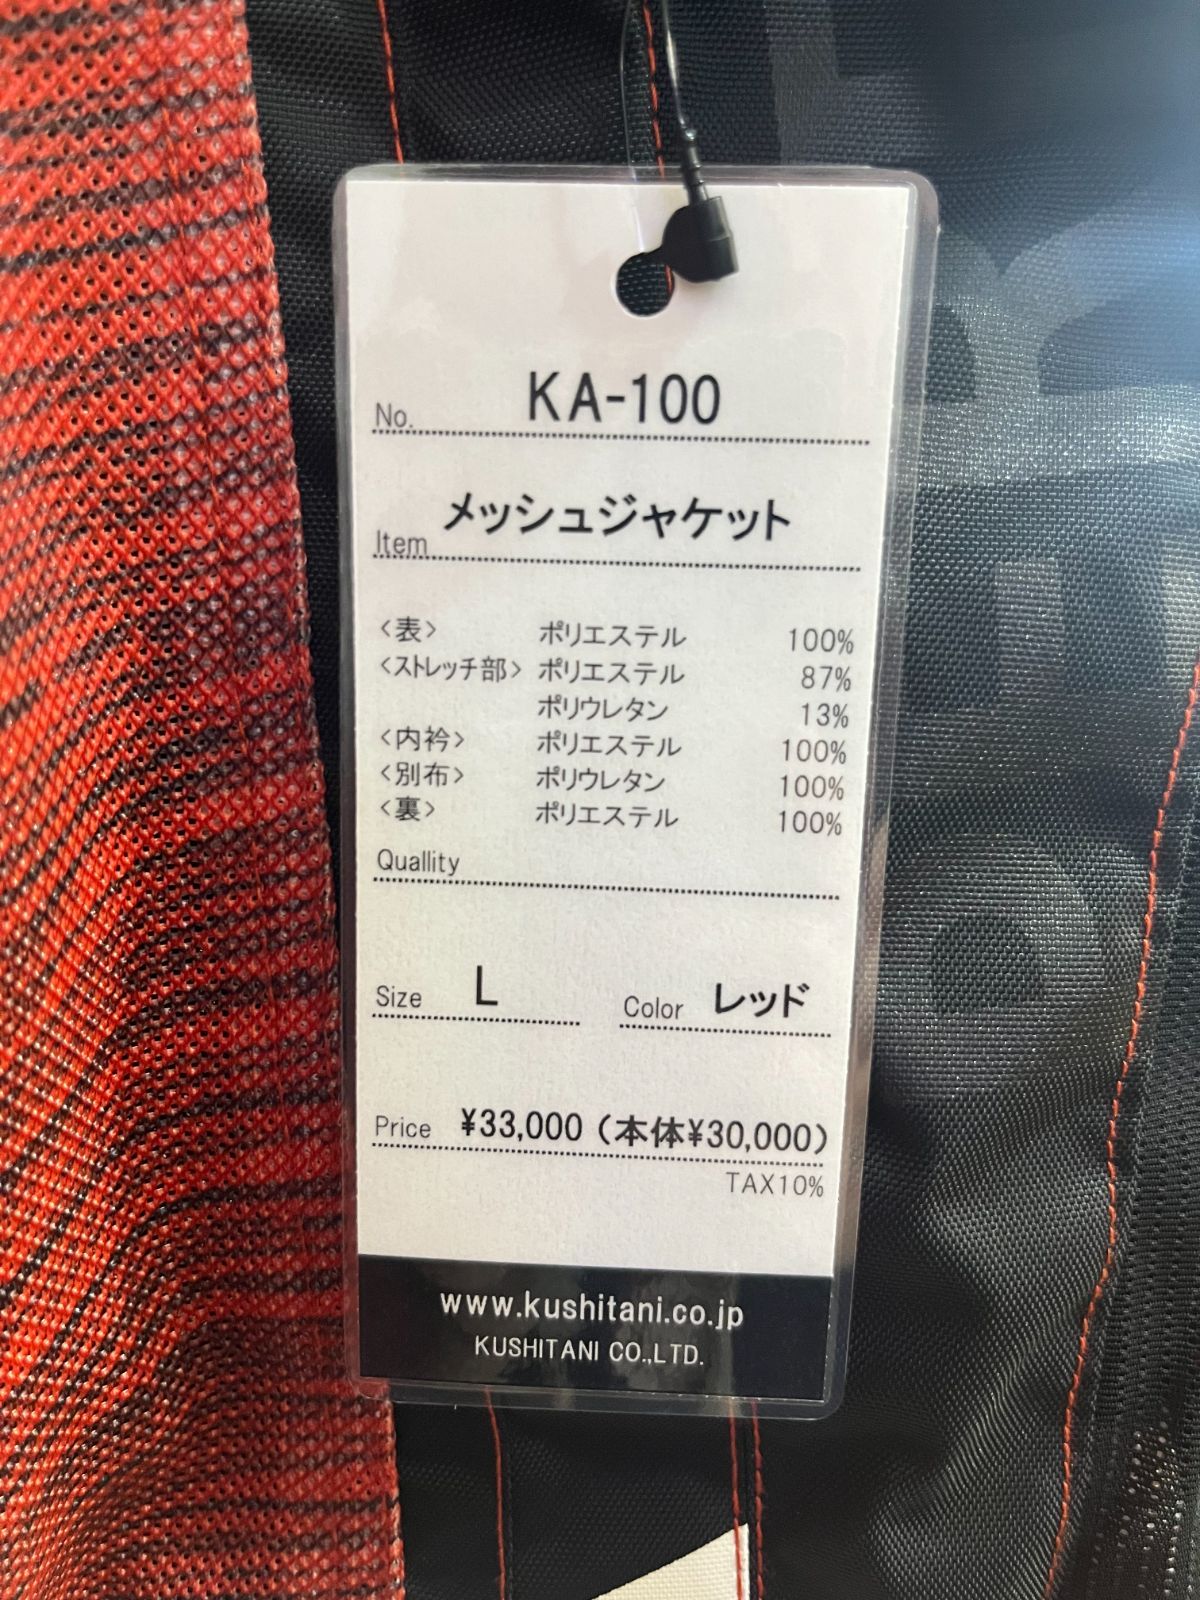 No. KA-100
Item メッシュジャケット
<表> ポリエステル 100%
<ストレッチ部> ポリエステル 87%
ポリウレタン 13%
<内衿> ポリエステル 100%
<別布> ポリウレタン 100%
<裏> ポリエステル 100%
Quallity
Size L Color レッド
Price ¥33,000 (本体¥30,000)
TAX10%
www.kushitani.co.jp
KUSHITANI CO.,LTD.